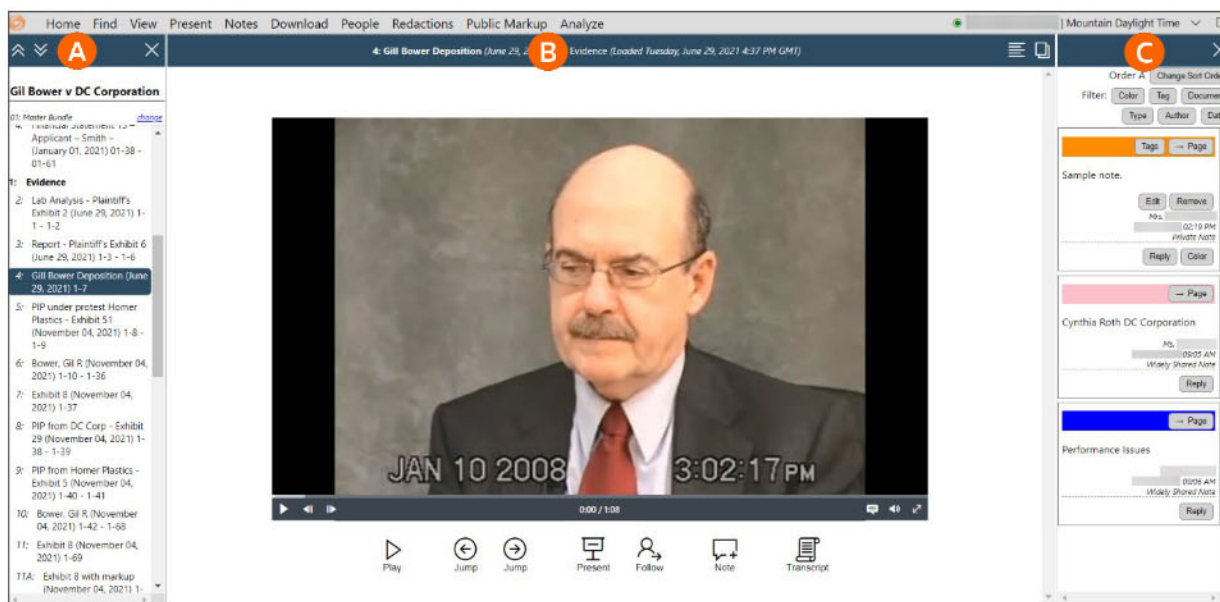 Home Find View Present Notes Download People Redactions Public Markup Analyze
| Mountain Daylight Time
A
B
C
4: Gill Bower Deposition (June 29, 2 Evidence (Loaded Tuesday, June 29, 2021 4:37 PM GMT)
Gil Bower v DC Corporation
01: Master Bundle change
Applicant – Smith –
(January 01, 2021) 01-38 -
01-61
1: Evidence
2: Lab Analysis - Plaintiff's
Exhibit 2 (June 29, 2021) 1-
1 - 1-2
3: Report - Plaintiff's Exhibit 6
(June 29, 2021) 1-3 - 1-6
4: Gill Bower Deposition (June
29, 2021) 1-7
5: PIP under protest Homer
Plastics - Exhibit 51
(November 04, 2021) 1-8 -
1-9
6: Bower, Gil R (November 04,
2021) 1-10 - 1-36
7: Exhibit 8 (November 04,
2021) 1-37
8: PIP from DC Corp - Exhibit
29 (November 04, 2021) 1-
38 - 1-39
9: PIP from Homer Plastics -
Exhibit 5 (November 04,
2021) 1-40 - 1-41
10: Bower, Gil R (November
04, 2021) 1-42 - 1-68
11: Exhibit 8 (November 04,
2021) 1-69
11A: Exhibit 8 with markup
(November 04, 2021) 1-
JAN 10 2008 3:02:17 PM
0:00 / 1:08
Play Jump Jump Present Follow Note Transcript
Order A Change Sort Orde
Filter: Color Tag Documen
Type Author Dat
Tags → Page
Sample note.
Edit Remove
Mrs.
02:19 PM
Private Note
Reply Color
→ Page
Cynthia Roth DC Corporation
Ms.
09:05 AM
Widely Shared Note
Reply
→ Page
Performance Issues
09:06 AM
Widely Shared Note
Reply